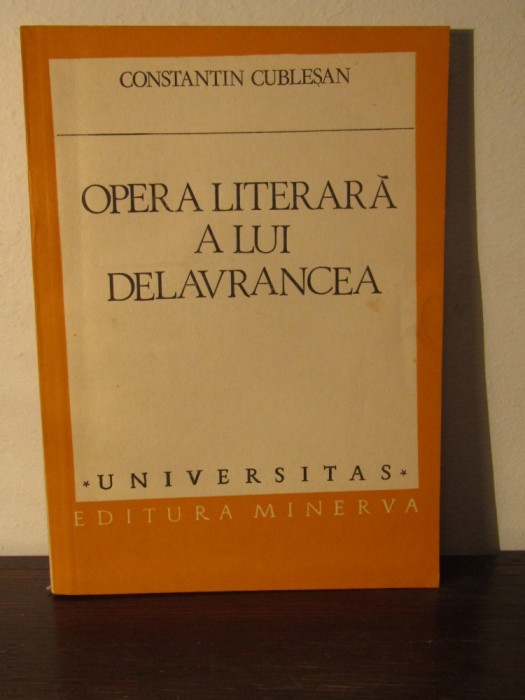 CONSTANTIN CUBLEȘAN
OPERA LITERARĂ
A LUI
DELAVRANCEA
* UNIVERSITAS *
EDITURA MINERVA